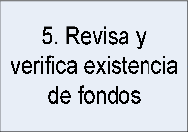 5. Revisa y
verifica existencia
de fondos